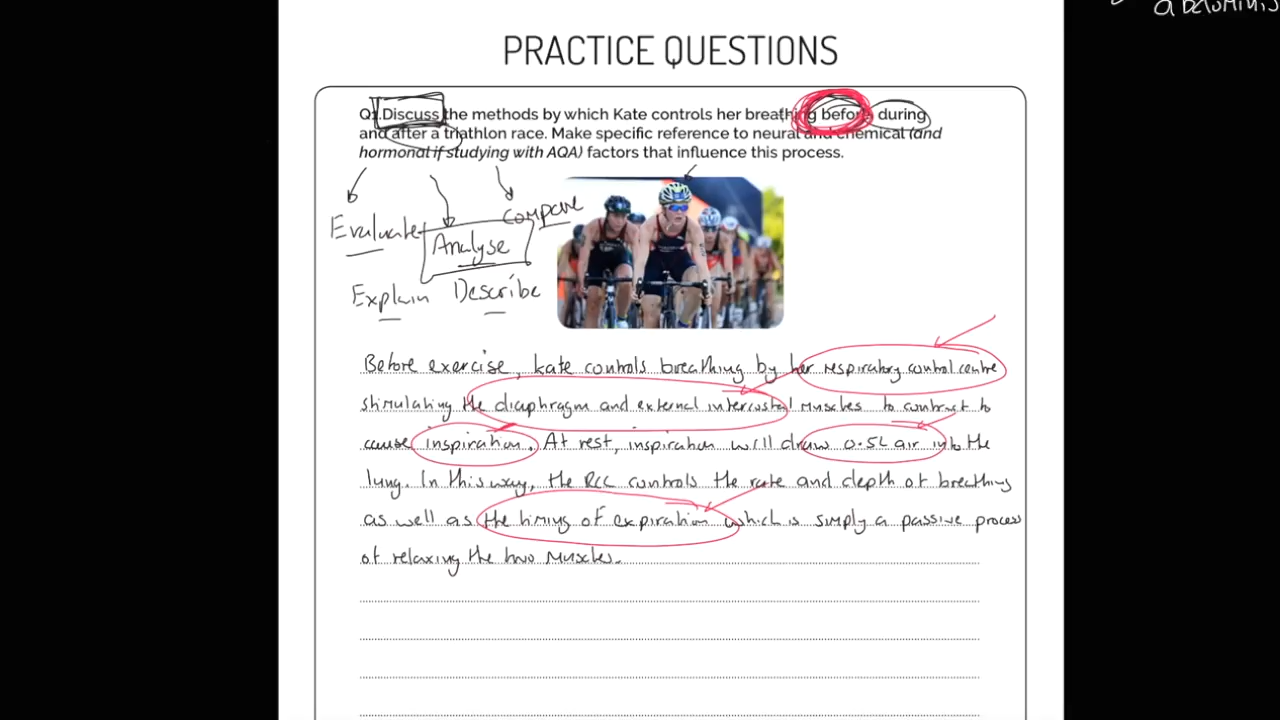 abdominis
PRACTICE QUESTIONS
Q1. Discuss the methods by which Kate controls her breathing before, during
and after a triathlon race. Make specific reference to neural and chemical (and
hormonal if studying with AQA) factors that influence this process.
Evaluate
Analyse
Compare
Explain
Describe
Before exercise, Kate controls breathing by her respiratory control centre
stimulating the diaphragm and external intercostal muscles to contract to
cause inspiration. At rest, inspiration will draw 0.5L air into the
lung. In this way, the RCC controls the rate and depth of breathing
as well as the timing of expiration which is simply a passive process
of relaxing the two muscles.